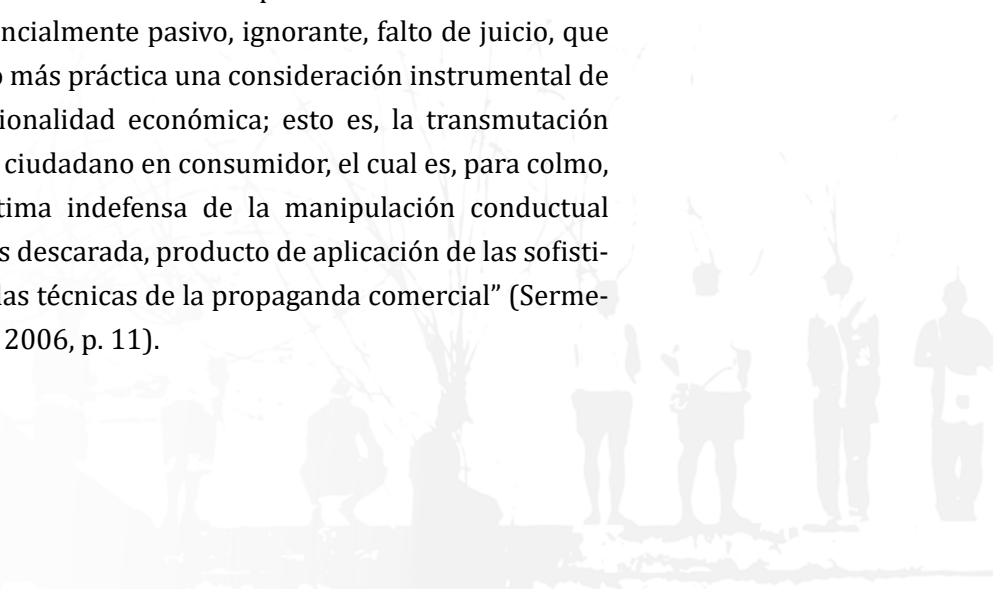 ncialmente pasivo, ignorante, falto de juicio, que
o más práctica una consideración instrumental de
ionalidad económica; esto es, la transmutación
ciudadano en consumidor, el cual es, para colmo,
tima indefensa de la manipulación conductual
s descarada, producto de aplicación de las sofisti-
las técnicas de la propaganda comercial” (Serme-
2006, p. 11).